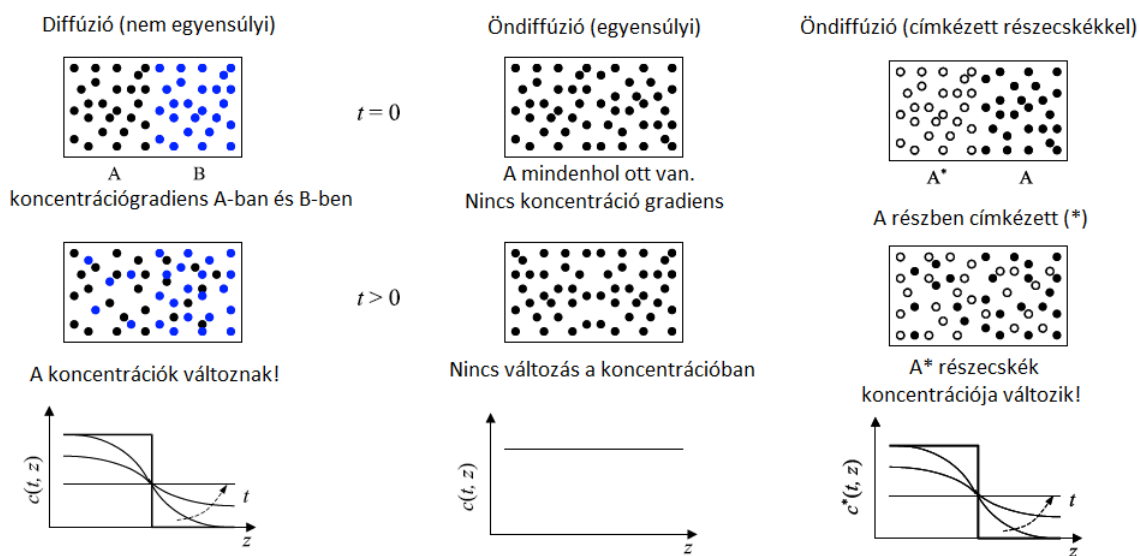 Diffúzió (nem egyensúlyi)
Öndiffúzió (egyensúlyi)
Öndiffúzió (címkézett részecskékkel)
t = 0
A
B
A mindenhol ott van.
A*
A
koncentrációgradiens A-ban és B-ben
Nincs koncentráció gradiens
A részben címkézett (*)
t > 0
A koncentrációk változnak!
Nincs változás a koncentrációban
A* részecskék
koncentrációja változik!
c(t, z)
t
z
c(t, z)
z
c*(t, z)
t
z